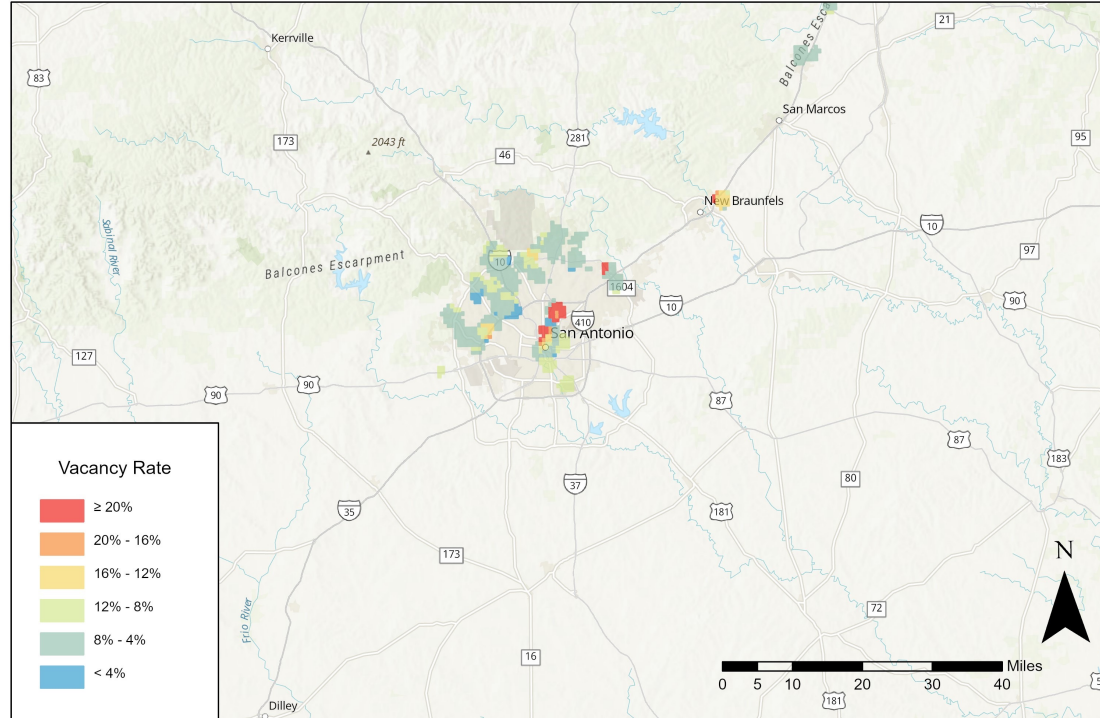 Balcones Esca
21
Kerrville
83
San Marcos
281
173
2043 ft
95
46
New Braunfels
Sabinal River
10
97
Balcones Escarpment
10
1604
90
10
410
San Antonio
127
90
90
87
87
183
Vacancy Rate
≥ 20%
20% - 16%
16% - 12%
12% - 8%
8% - 4%
< 4%
80
37
35
181
173
N
Frio River
72
16
Miles
0 5 10 20 30 40
5
181
Dilley